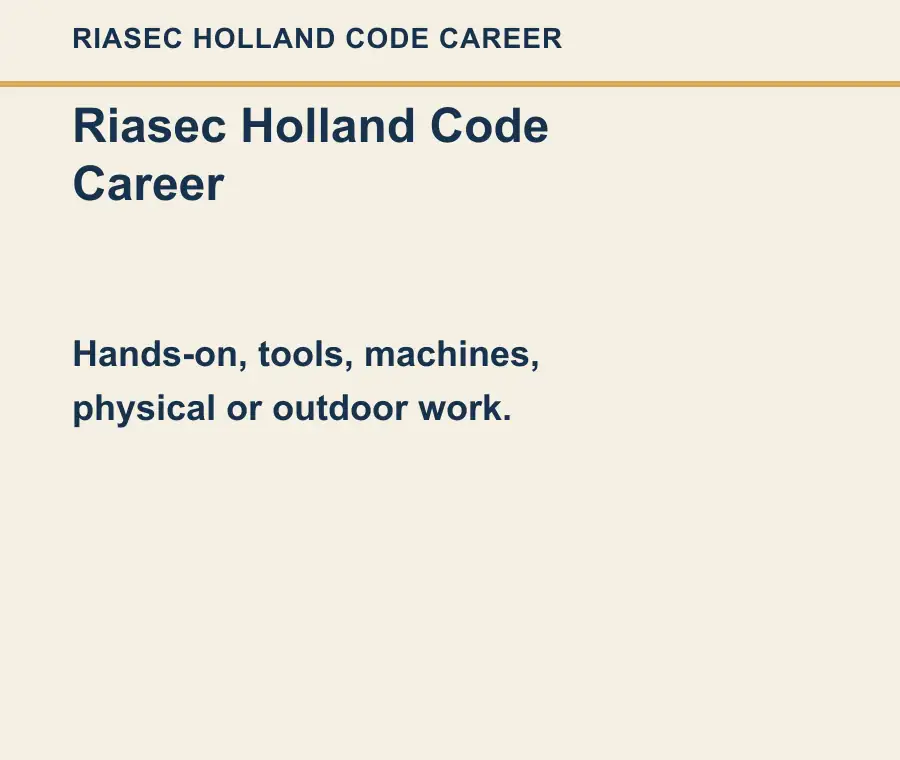 RIASEC HOLLAND CODE CAREER
Riasec Holland Code
Career
Hands-on, tools, machines,
physical or outdoor work.